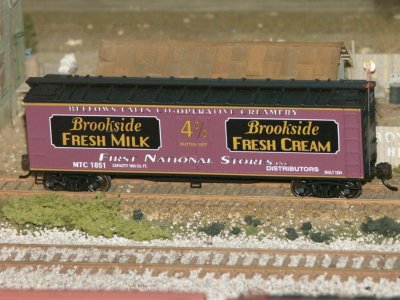 BELLOWS FALLS CO-OPERATIVE CREAMERY
Brookside
FRESH MILK
4%
BUTTER FAT
Brookside
FRESH CREAM
FIRST NATIONAL STORES INC
DISTRIBUTORS
MTC 1851